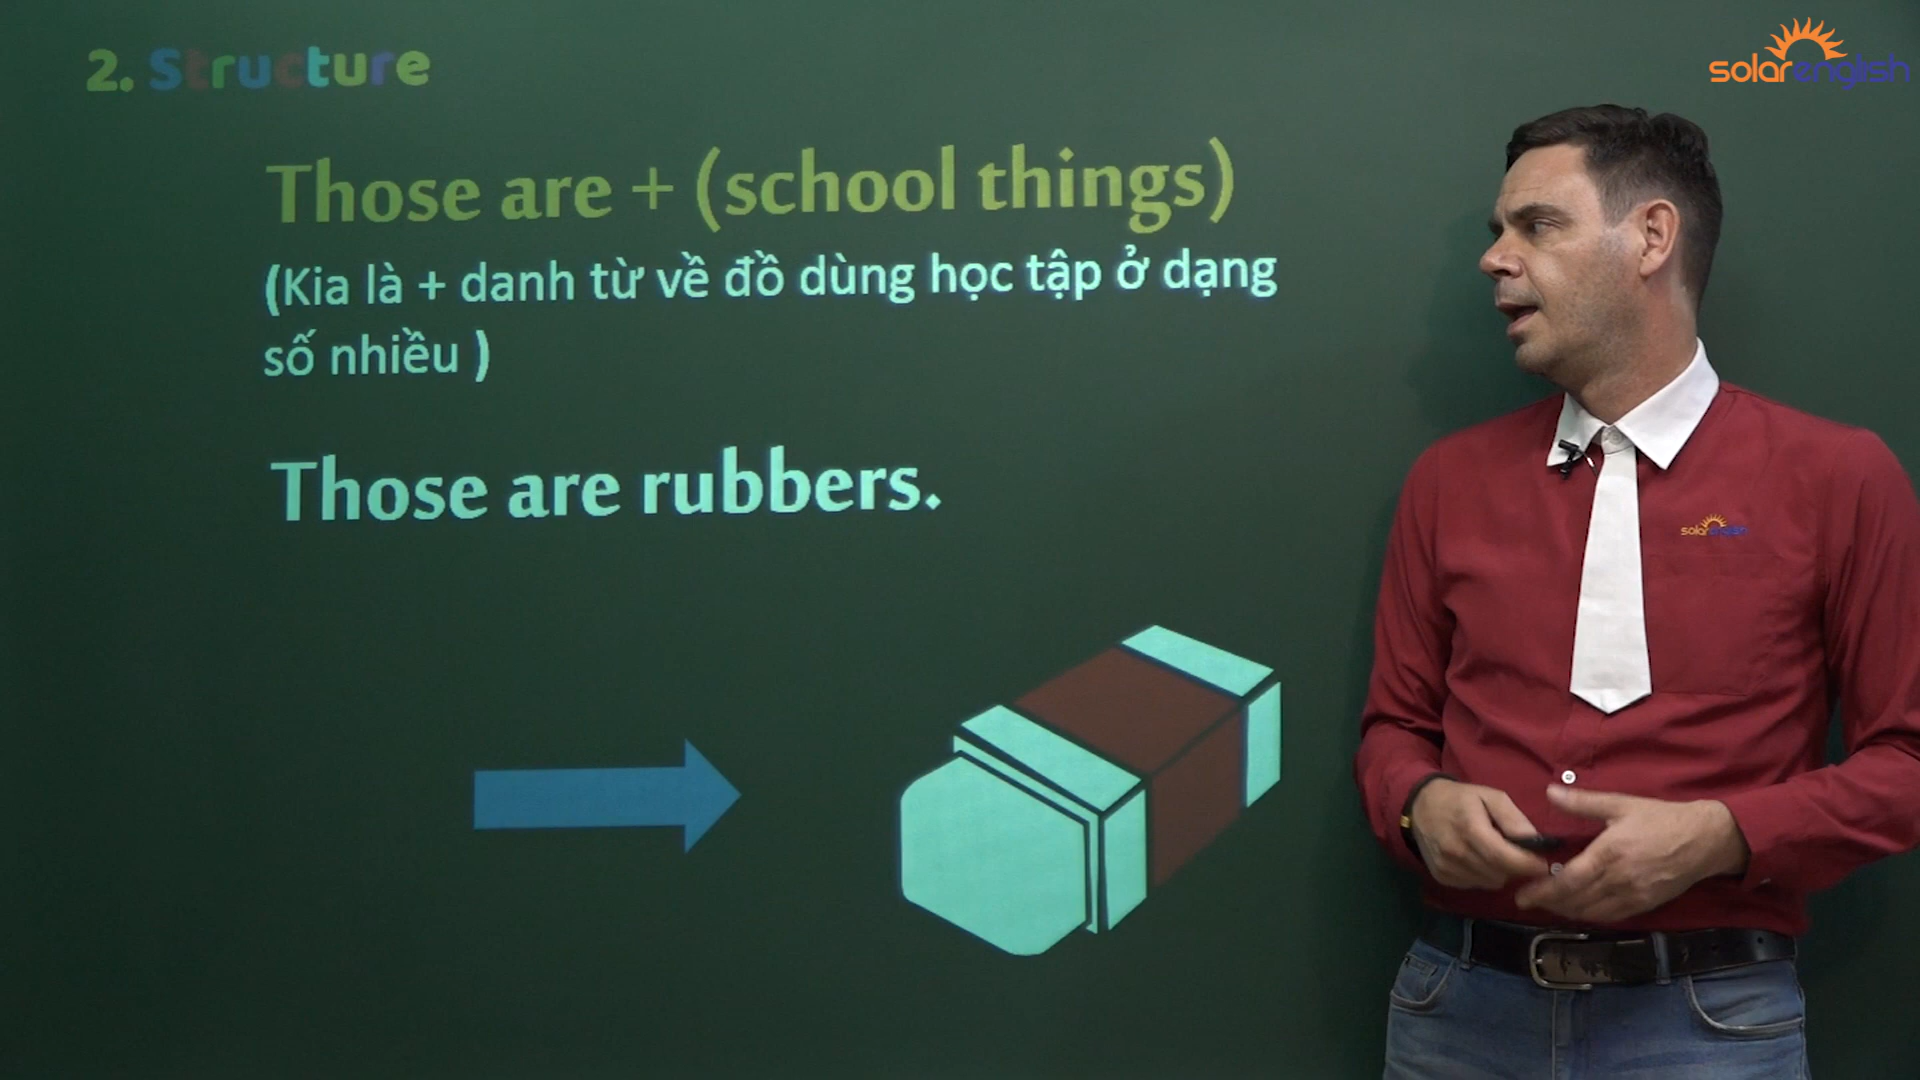 2. Structure
solarenglish
Those are + (school things)
(Kia là + danh từ về đồ dùng học tập ở dạng
số nhiều )
Those are rubbers.
solarenglish